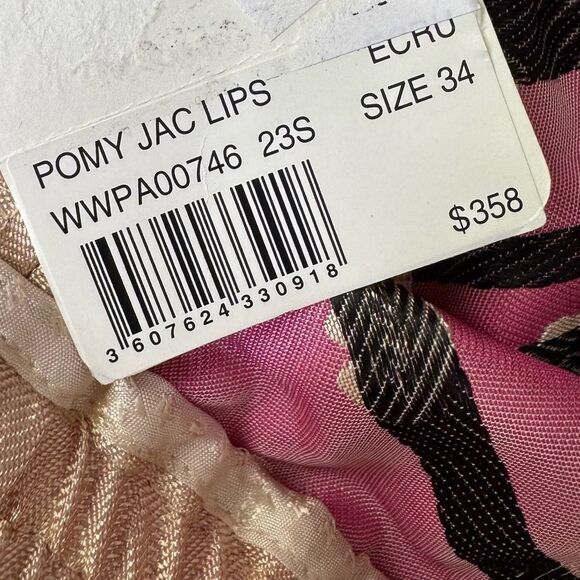 ECRU
POMY JAC LIPS SIZE 34
WWPA00746 23S
$358
3 607624 330918